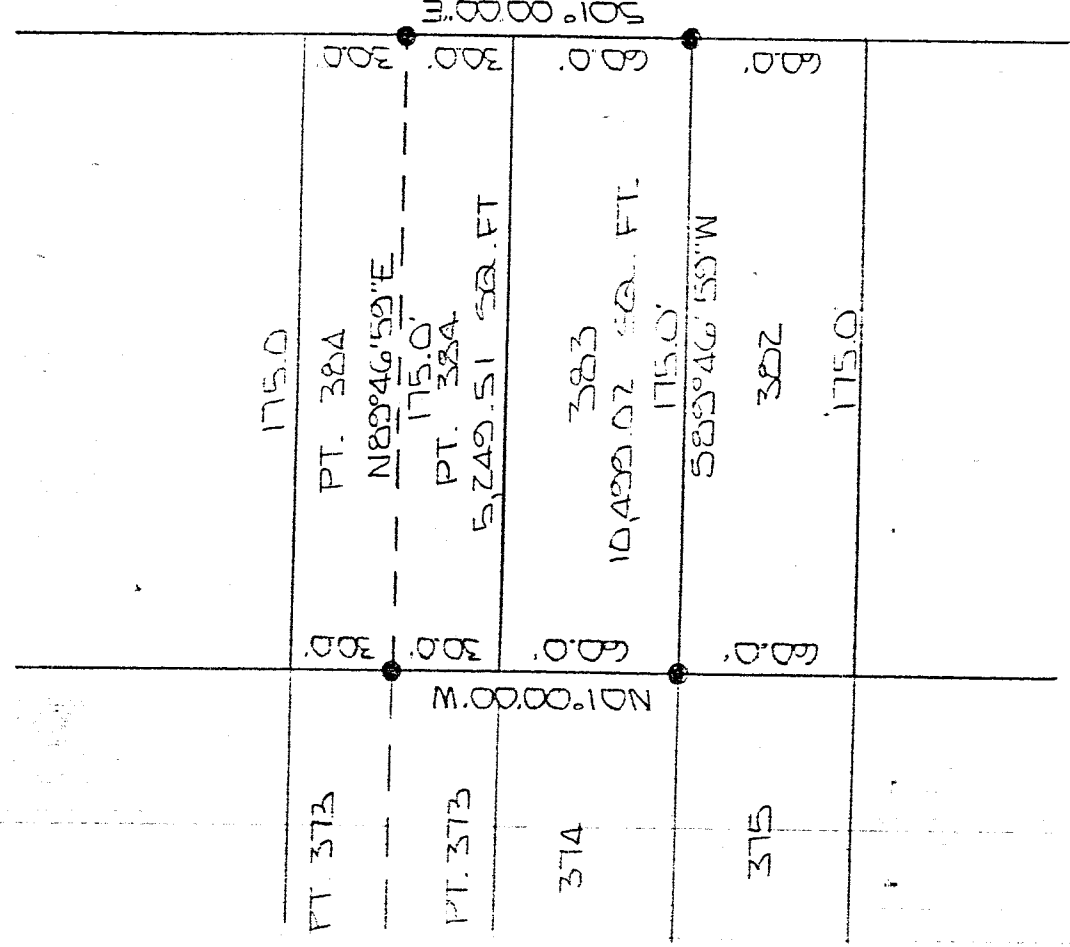 S01°00'00"E
30.0'
30.0'
60.0'
60.0'
175.0
PT. 384
N89°46'59"E
175.0'
PT. 384
5,249.51 SQ. FT
383
10,499.02 SQ. FT.
175.0'
S89°46'59"W
382
175.0'
30.0'
30.0'
60.0'
60.0'
N01°00'00"W
PT. 373
PT. 373
374
375